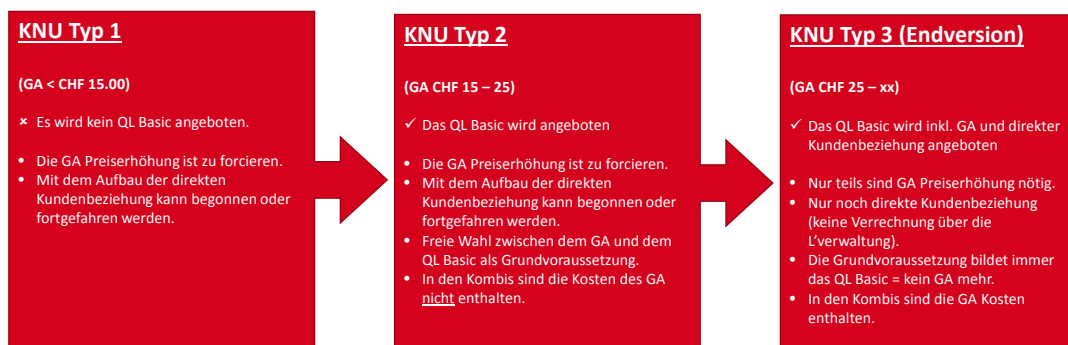 KNU Typ 1
(GA < CHF 15.00)
× Es wird kein QL Basic angeboten.
• Die GA Preiserhöhung ist zu forcieren.
• Mit dem Aufbau der direkten
Kundenbeziehung kann begonnen oder
fortgefahren werden.
KNU Typ 2
(GA CHF 15 – 25)
✓ Das QL Basic wird angeboten
• Die GA Preiserhöhung ist zu forcieren.
• Mit dem Aufbau der direkten
Kundenbeziehung kann begonnen oder
fortgefahren werden.
• Freie Wahl zwischen dem GA und dem
QL Basic als Grundvoraussetzung.
• In den Kombis sind die Kosten des GA
nicht enthalten.
KNU Typ 3 (Endversion)
(GA CHF 25 – xx)
✓ Das QL Basic wird inkl. GA und direkter
Kundenbeziehung angeboten
• Nur teils sind GA Preiserhöhung nötig.
• Nur noch direkte Kundenbeziehung
(keine Verrechnung über die
L'verwaltung).
• Die Grundvoraussetzung bildet immer
das QL Basic = kein GA mehr.
• In den Kombis sind die GA Kosten
enthalten.